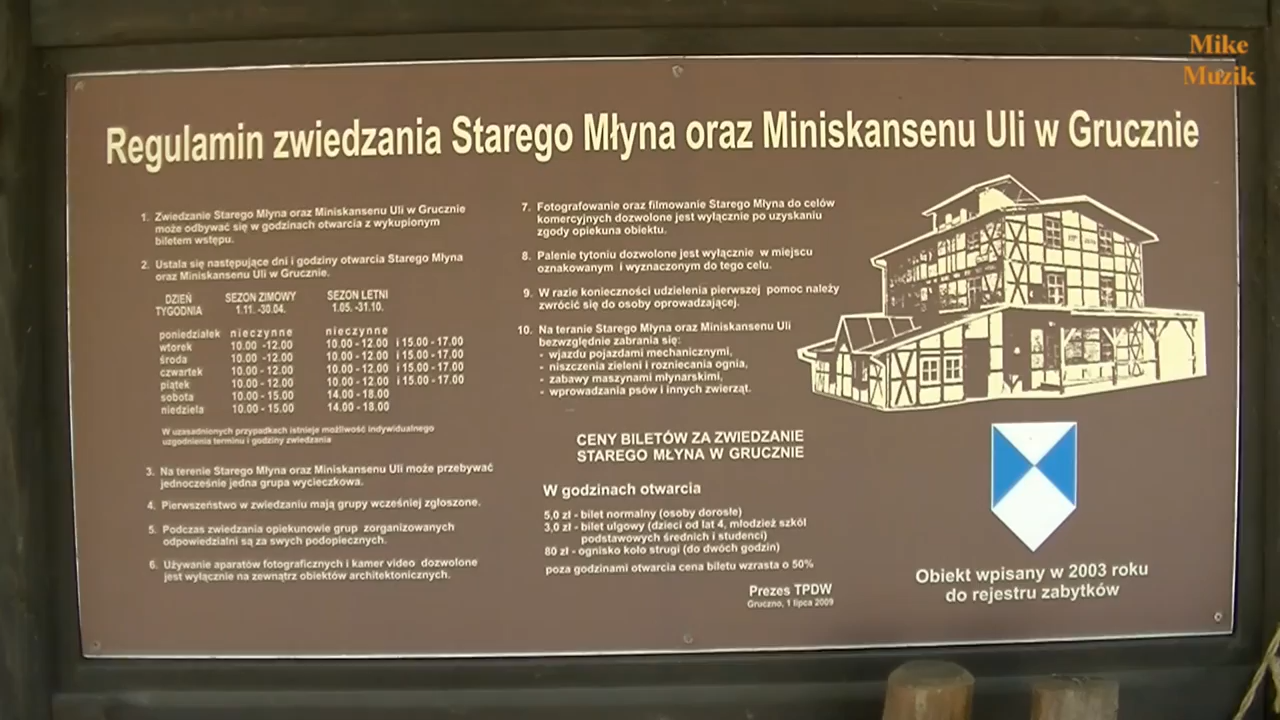 Mike
Muzik
Regulamin zwiedzania Starego Młyna oraz Miniskansenu Uli w Grucznie
1. Zwiedzanie Starego Młyna oraz Miniskansenu Uli w Grucznie
może odbywać się w godzinach otwarcia z wykupionym
biletem wstępu.
2. Ustala się następujące dni i godziny otwarcia Starego Młyna
oraz Miniskansenu Uli w Grucznie.
DZIEŃ SEZON ZIMOWY SEZON LETNI
TYGODNIA 1.11. -30.04. 1.05. -31.10.
poniedziałek nieczynne nieczynne
wtorek 10.00 -12.00 10.00 -12.00 i 15.00 - 17.00
środa 10.00 -12.00 10.00 -12.00 i 15.00 - 17.00
czwartek 10.00 -12.00 10.00 -12.00 i 15.00 - 17.00
piątek 10.00 -12.00 10.00 -12.00 i 15.00 - 17.00
sobota 10.00 - 15.00 14.00 -18.00
niedziela 10.00 - 15.00 14.00 -18.00
W uzasadnionych przypadkach istnieje możliwość indywidualnego
uzgodnienia terminu i godziny zwiedzania
3. Na terenie Starego Młyna oraz Miniskansenu Uli może przebywać
jednocześnie jedna grupa wycieczkowa.
4. Pierwszeństwo w zwiedzaniu mają grupy wcześniej zgłoszone.
5. Podczas zwiedzania opiekunowie grup zorganizowanych
odpowiedzialni są za swych podopiecznych.
6. Używanie aparatów fotograficznych i kamer video dozwolone
jest wyłącznie na zewnątrz obiektów architektonicznych.
7. Fotografowanie oraz filmowanie Starego Młyna do celów
komercyjnych dozwolone jest wyłącznie po uzyskaniu
zgody opiekuna obiektu.
8. Palenie tytoniu dozwolone jest wyłącznie w miejscu
oznakowanym i wyznaczonym do tego celu.
9. W razie konieczności udzielenia pierwszej pomoc należy
zwrócić się do osoby oprowadzającej.
10. Na teranie Starego Młyna oraz Miniskansenu Uli
bezwzględnie zabrania się:
- wjazdu pojazdami mechanicznymi,
- niszczenia zieleni i rozniecania ognia,
- zabawy maszynami młynarskimi,
- wprowadzania psów i innych zwierząt.
CENY BILETÓW ZA ZWIEDZANIE
STAREGO MŁYNA W GRUCZNIE
W godzinach otwarcia
5,0 zł - bilet normalny (osoby dorosłe)
3,0 zł - bilet ulgowy (dzieci od lat 4, młodzież szkół
podstawowych średnich i studenci)
80 zł - ognisko koło strugi (do dwóch godzin)
poza godzinami otwarcia cena biletu wzrasta o 50%
Prezes TPDW
Gruczno, 1 lipca 2009
Obiekt wpisany w 2003 roku
do rejestru zabytków